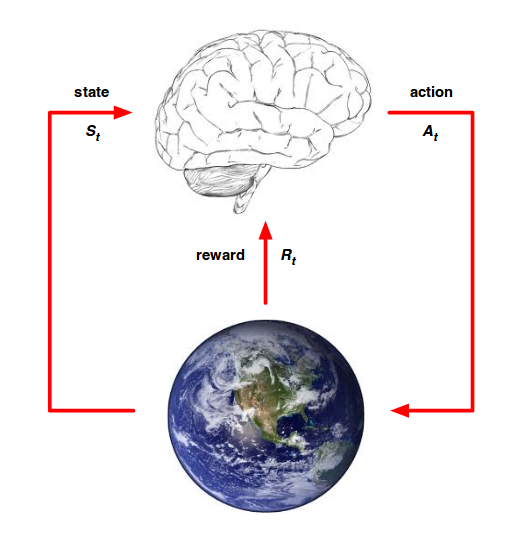 state
action
S_t
A_t
reward
R_t